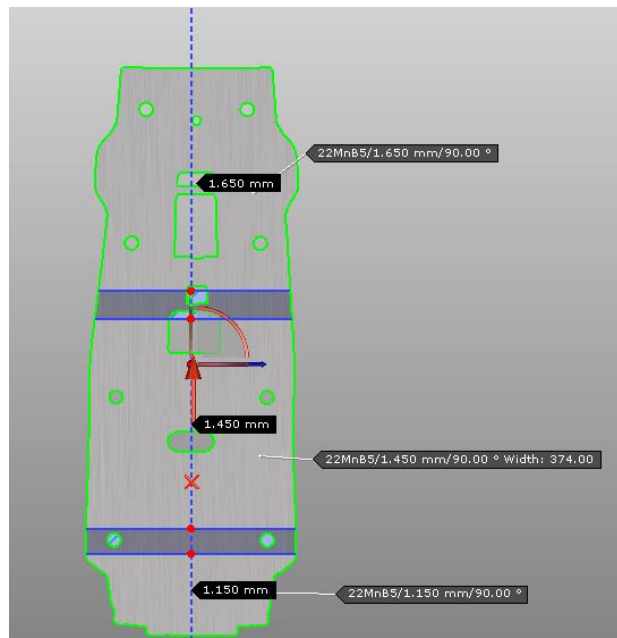 22MnB5/1.650 mm/90.00 °
1.650 mm
1.450 mm
22MnB5/1.450 mm/90.00 ° Width: 374.00
1.150 mm
22MnB5/1.150 mm/90.00 °